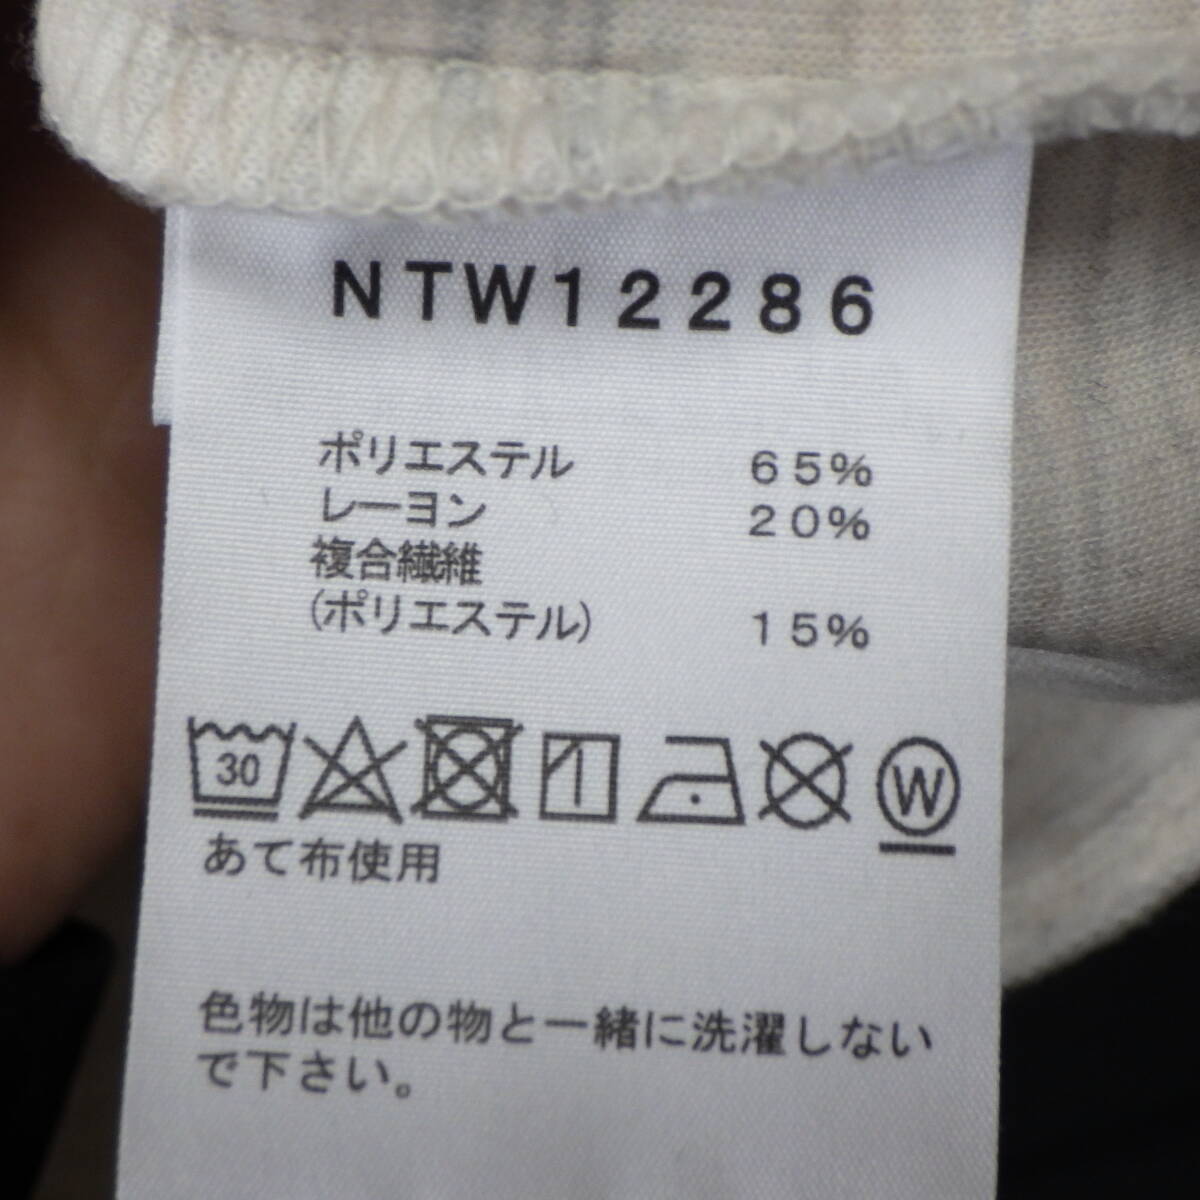 NTW12286
ポリエステル 65%
レーヨン 20%
複合繊維
(ポリエステル) 15%
30 W
あて布使用
色物は他の物と一緒に洗濯しない
で下さい。